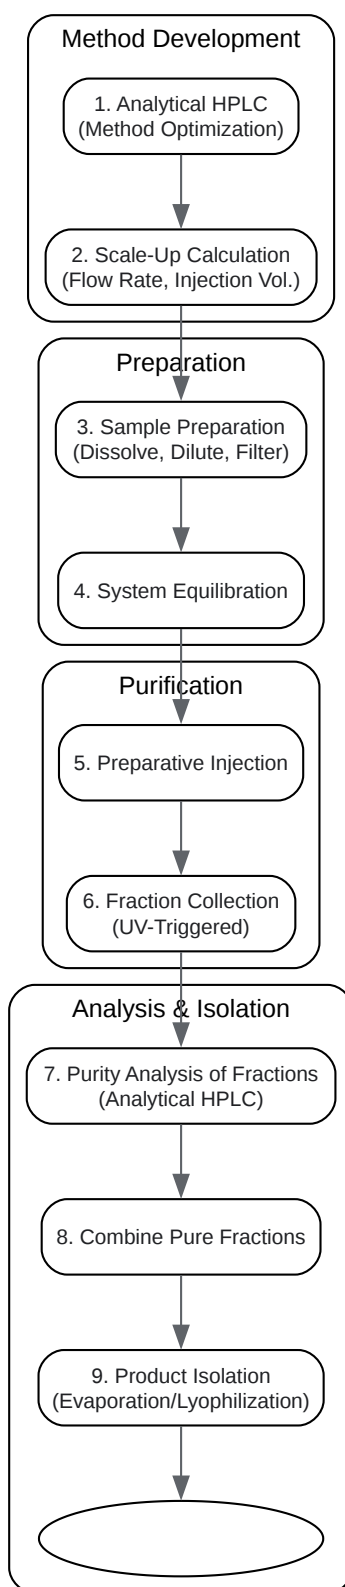 Method Development
1. Analytical HPLC
(Method Optimization)
2. Scale-Up Calculation
(Flow Rate, Injection Vol.)
Preparation
3. Sample Preparation
(Dissolve, Dilute, Filter)
4. System Equilibration
Purification
5. Preparative Injection
6. Fraction Collection
(UV-Triggered)
Analysis & Isolation
7. Purity Analysis of Fractions
(Analytical HPLC)
8. Combine Pure Fractions
9. Product Isolation
(Evaporation/Lyophilization)